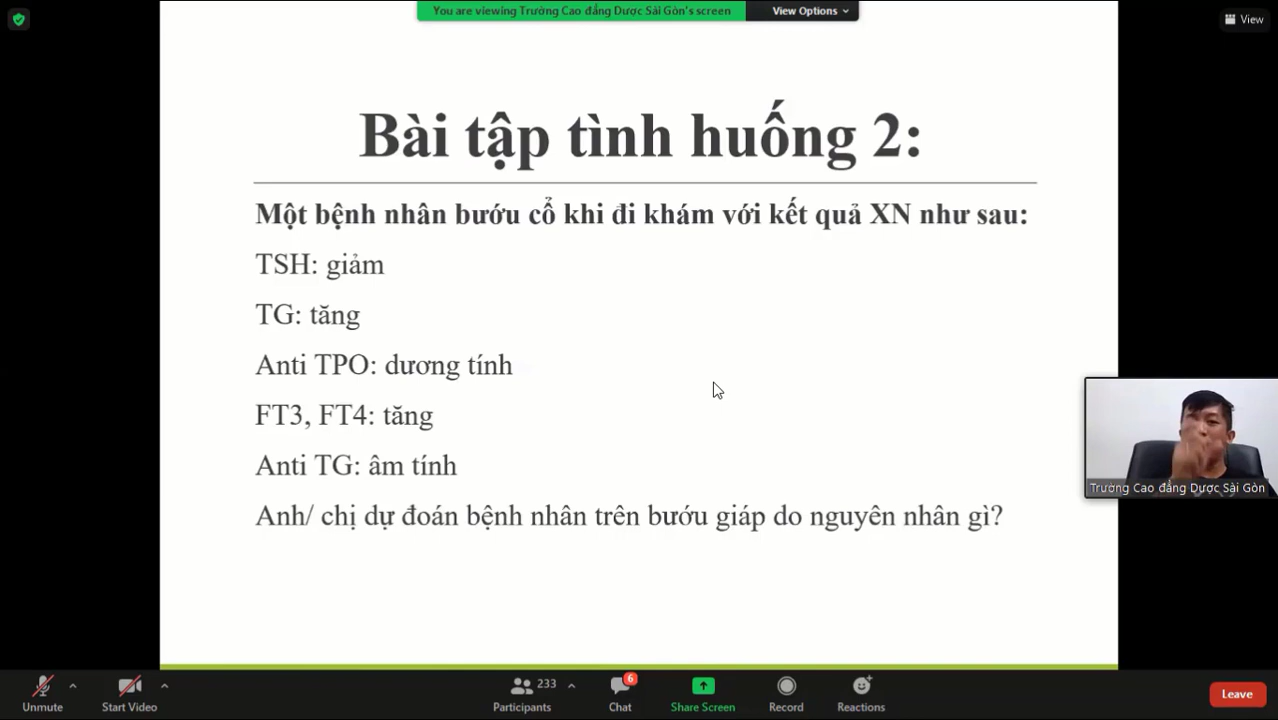 You are viewing Trường Cao đẳng Dược Sài Gòn's screen
View Options
View
Bài tập tình huống 2:
Một bệnh nhân bướu cổ khi đi khám với kết quả XN như sau:
TSH: giảm
TG: tăng
Anti TPO: dương tính
FT3, FT4: tăng
Anti TG: âm tính
Anh/ chị dự đoán bệnh nhân trên bướu giáp do nguyên nhân gì?
Trường Cao đẳng Dược Sài Gòn
Unmute
Start Video
233
Participants
6
Chat
Share Screen
Record
Reactions
Leave